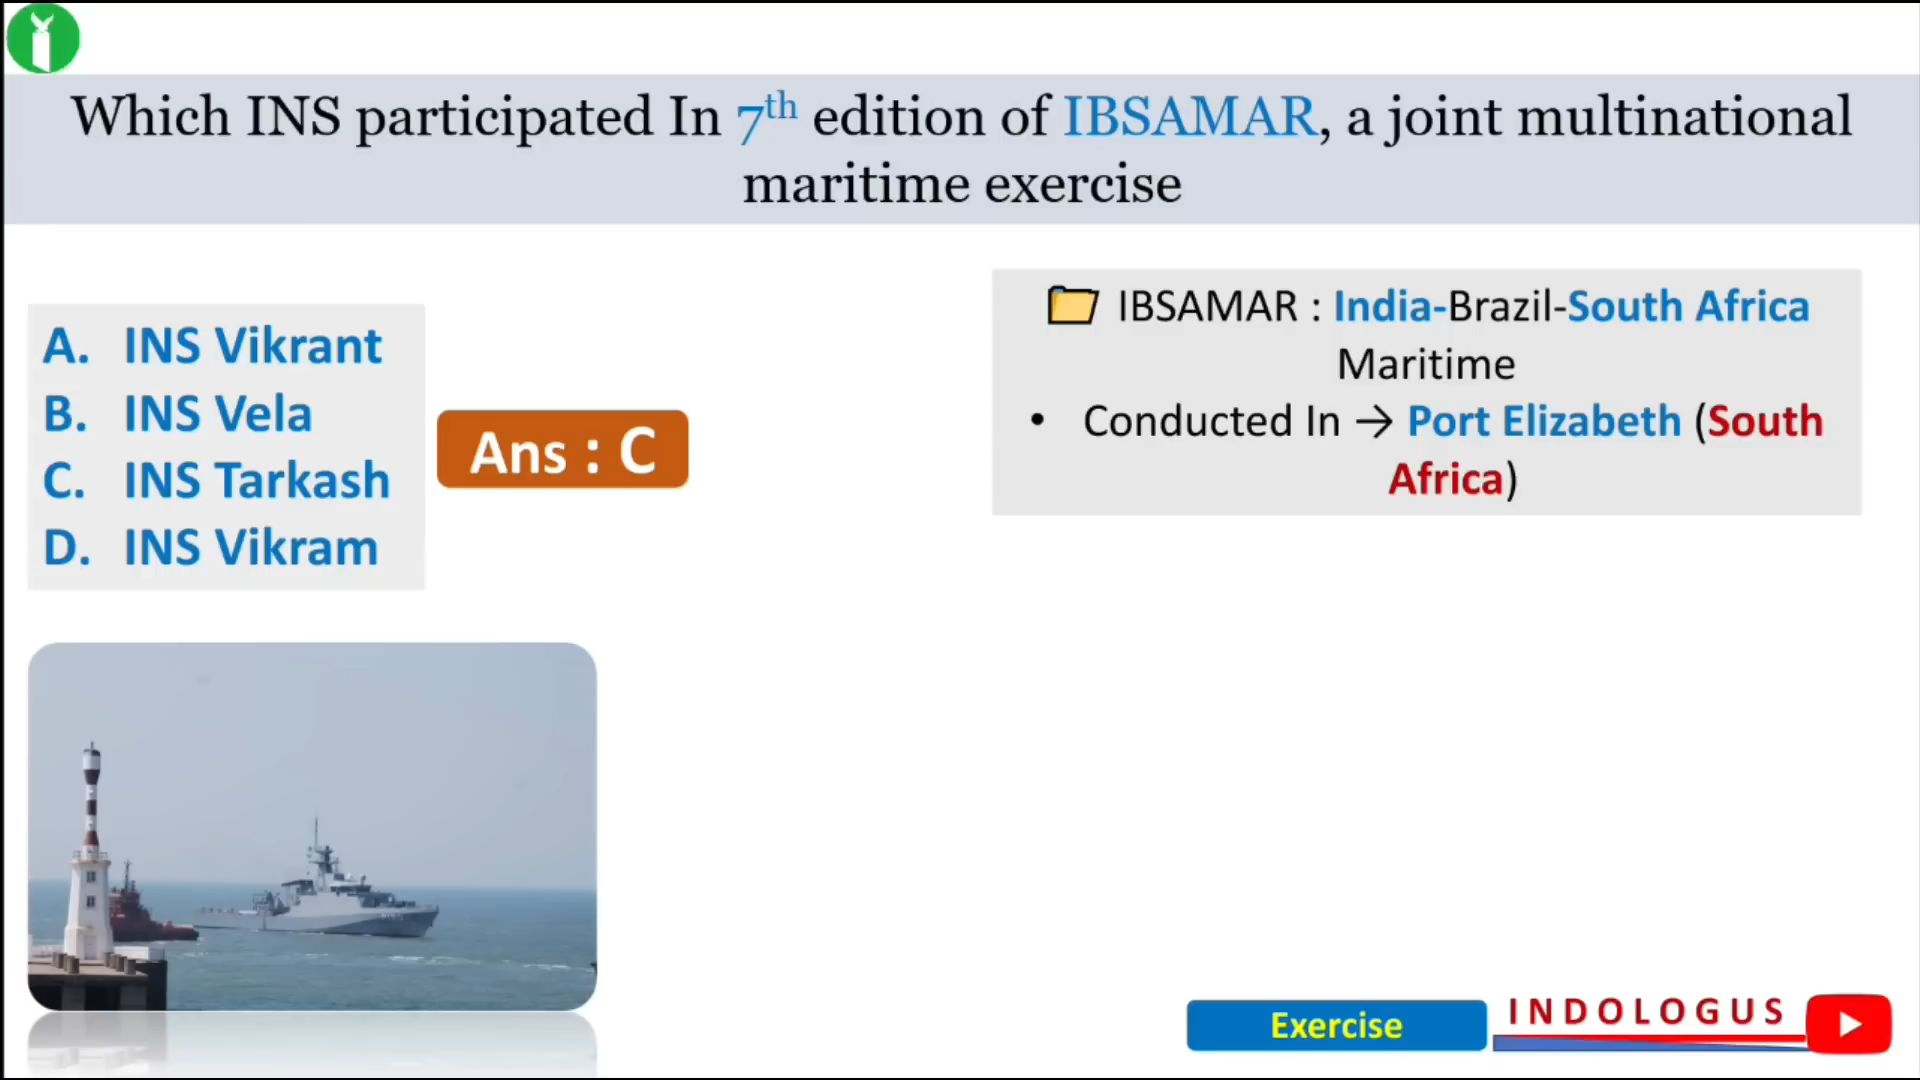 Which INS participated In 7th edition of IBSAMAR, a joint multinational
maritime exercise
A. INS Vikrant
B. INS Vela
C. INS Tarkash
D. INS Vikram
Ans : C
IBSAMAR : India-Brazil-South Africa
Maritime
• Conducted In → Port Elizabeth (South
Africa)
Exercise
INDOLOGUS